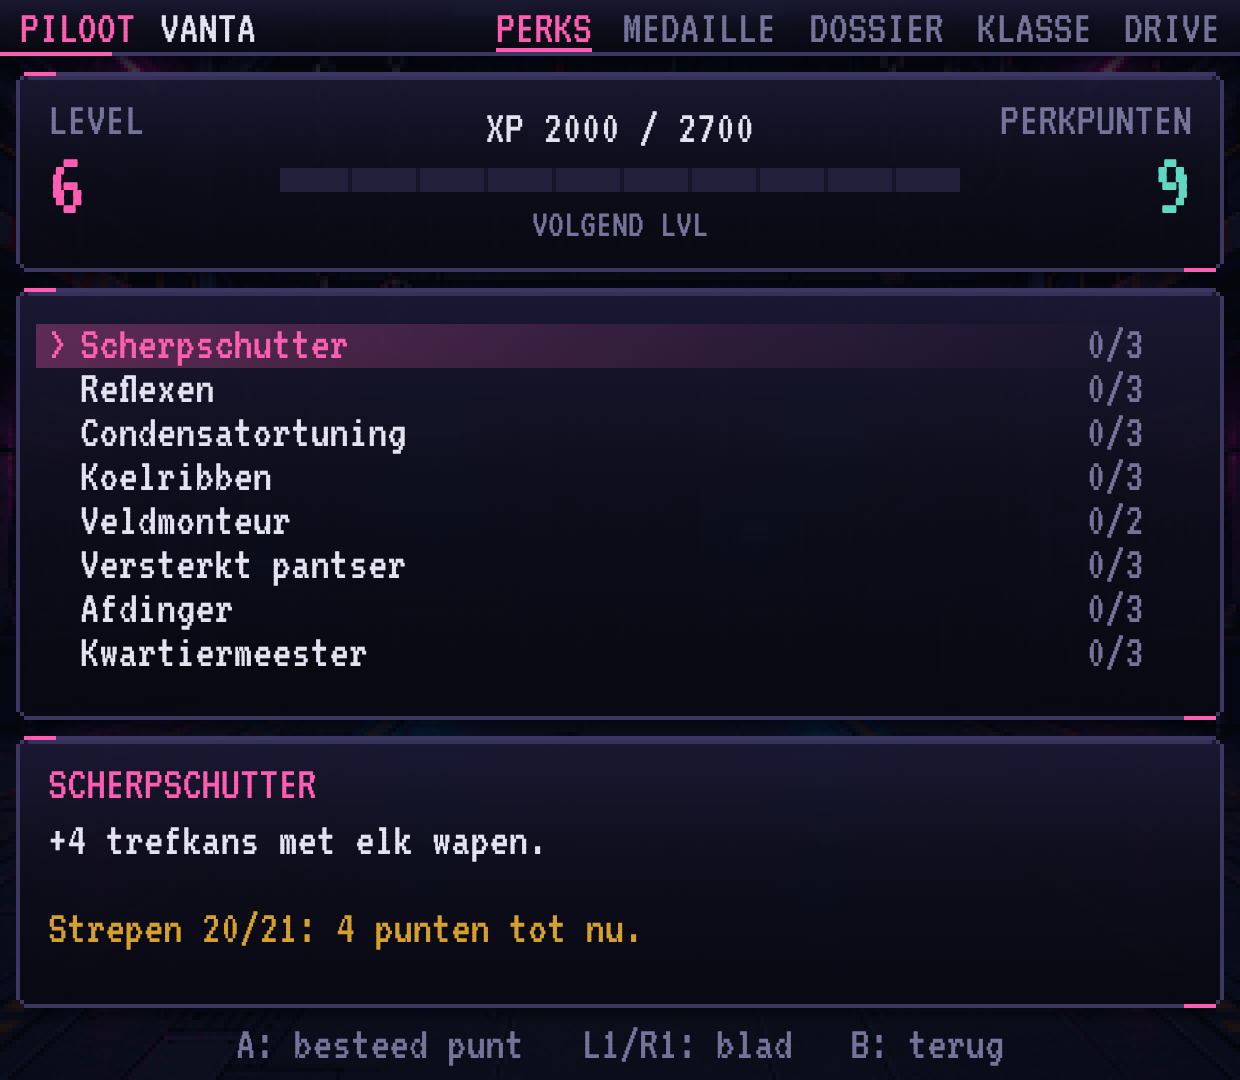 PILOOT VANTA PERKS MEDAILLE DOSSIER KLASSE DRIVE
LEVEL XP 2000 / 2700 PERKPUNTEN
6 9
VOLGEND LVL
> Scherpschutter 0/3
Reflexen 0/3
Condensatortuning 0/3
Koelribben 0/3
Veldmonteur 0/2
Versterkt pantser 0/3
Afdinger 0/3
Kwartiermeester 0/3
SCHERPSCHUTTER
+4 trefkans met elk wapen.
Strepen 20/21: 4 punten tot nu.
A: besteed punt L1/R1: blad B: terug